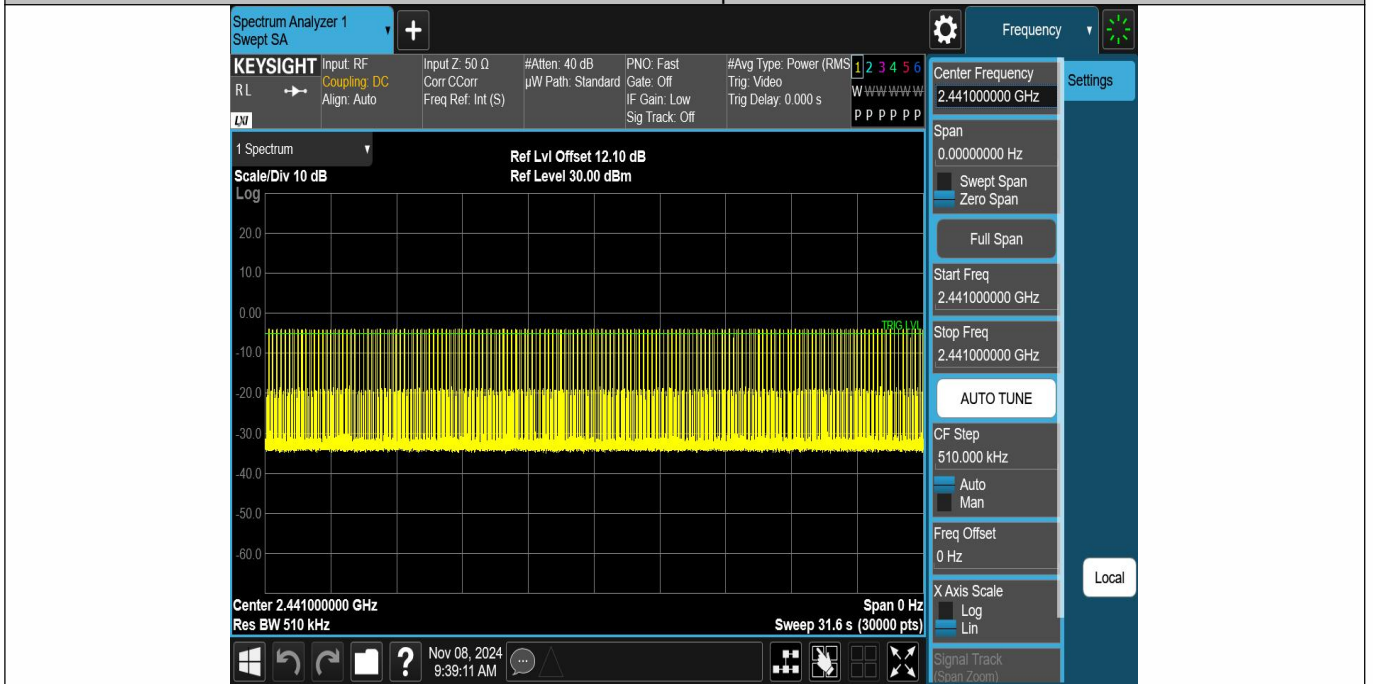 Spectrum Analyzer 1
Swept SA
+
Frequency
KEYSIGHT
RL
LXI
Input: RF
Coupling: DC
Align: Auto
Input Z: 50 Ω
Corr CCorr
Freq Ref: Int (S)
#Atten: 40 dB
µW Path: Standard
PNO: Fast
Gate: Off
IF Gain: Low
Sig Track: Off
#Avg Type: Power (RMS
Trig: Video
Trig Delay: 0.000 s
1 2 3 4 5 6
W W W W W W
P P P P P P
Center Frequency
2.441000000 GHz
Settings
Span
0.00000000 Hz
Swept Span
Zero Span
Full Span
Start Freq
2.441000000 GHz
Stop Freq
2.441000000 GHz
AUTO TUNE
CF Step
510.000 kHz
Auto
Man
Freq Offset
0 Hz
X Axis Scale
Log
Lin
Signal Track
(Span Zoom)
Local
1 Spectrum
Scale/Div 10 dB
Ref Lvl Offset 12.10 dB
Ref Level 30.00 dBm
Log
20.0
10.0
0.00
TRIG LVL
-10.0
-20.0
-30.0
-40.0
-50.0
-60.0
Center 2.441000000 GHz
Span 0 Hz
Res BW 510 kHz
Sweep 31.6 s (30000 pts)
?
Nov 08, 2024
9:39:11 AM